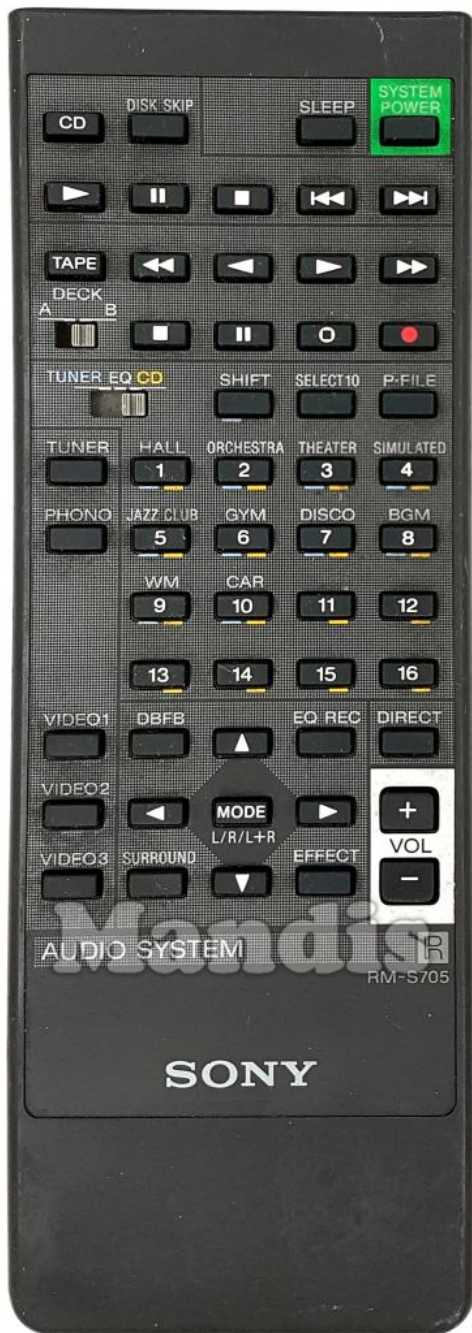 SYSTEM
DISK SKIP SLEEP POWER
CD
TAPE
DECK
A B
TUNER EQ CD SHIFT SELECT10 P·FILE
TUNER HALL ORCHESTRA THEATER SIMULATED
1 2 3 4
PHONO JAZZ CLUB GYM DISCO BGM
5 6 7 8
WM CAR
9 10 11 12
13 14 15 16
VIDEO1 DBFB EQ REC DIRECT
VIDEO2
MODE +
L/R/L+R VOL
VIDEO3 SURROUND EFFECT −
Mandis
AUDIO SYSTEM R
RM-S705
SONY